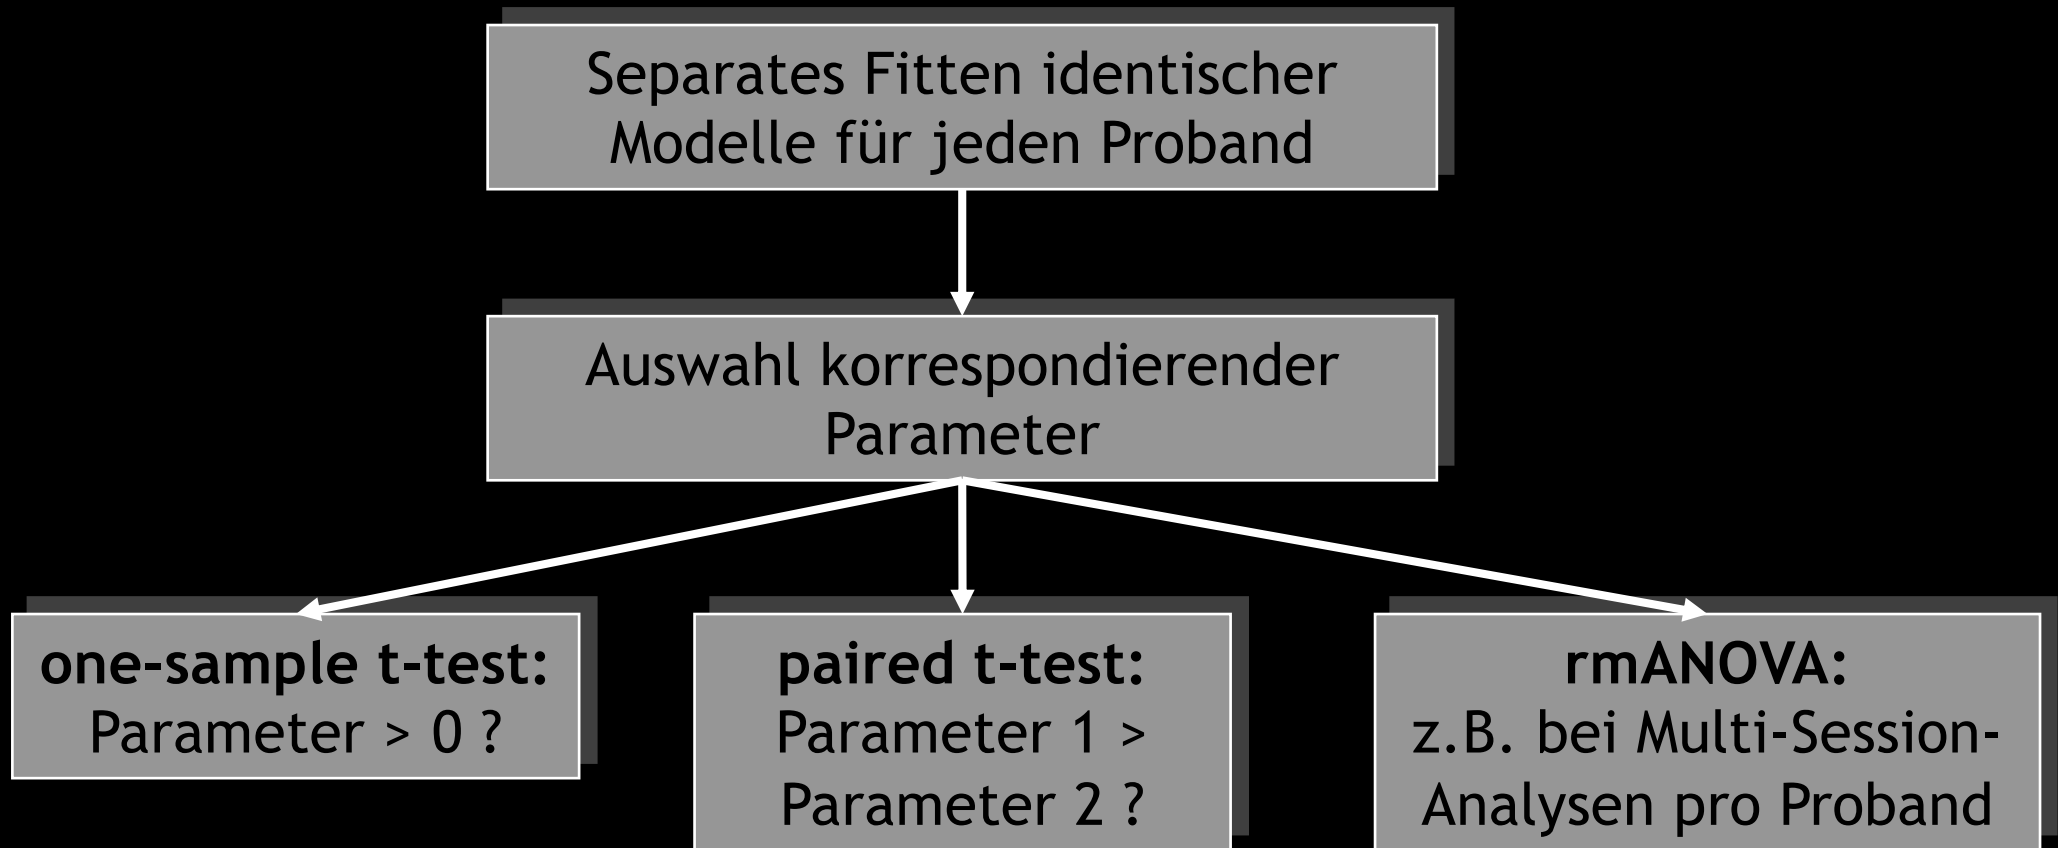 Separates Fitten identischer
Modelle für jeden Proband
Auswahl korrespondierender
Parameter
one-sample t-test:
Parameter > 0 ?
paired t-test:
Parameter 1 >
Parameter 2 ?
rmANOVA:
z.B. bei Multi-Session-
Analysen pro Proband